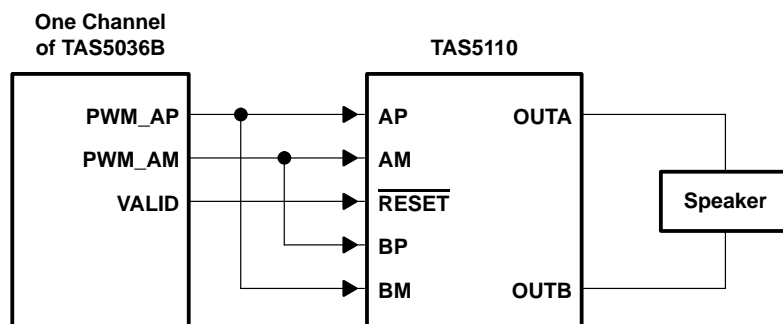 One Channel
of TAS5036B
TAS5110
PWM_AP
AP
OUTA
PWM_AM
AM
VALID
RESET
Speaker
BP
BM
OUTB